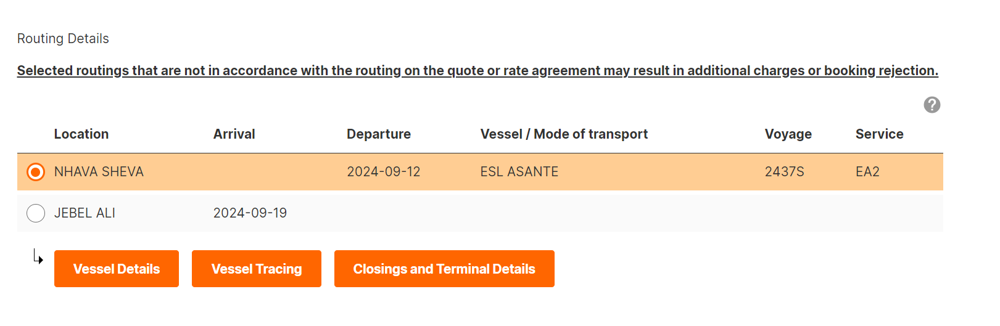 Routing Details
Selected routings that are not in accordance with the routing on the quote or rate agreement may result in additional charges or booking rejection.
?
Location Arrival Departure Vessel / Mode of transport Voyage Service
NHAVA SHEVA 2024-09-12 ESL ASANTE 2437S EA2
JEBEL ALI 2024-09-19
Vessel Details Vessel Tracing Closings and Terminal Details